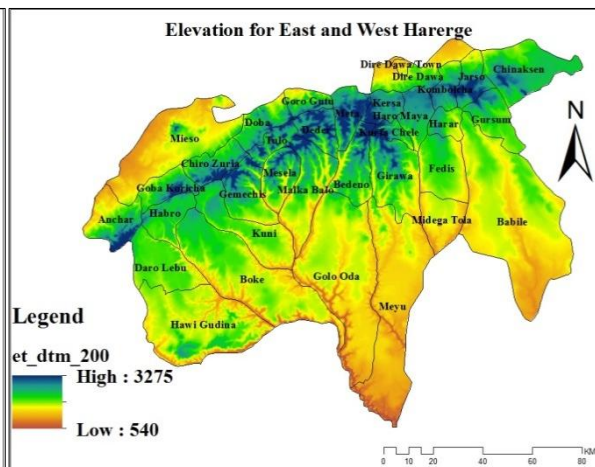 Elevation for East and West Harerge
Dire Dawa/Town
Dire Dawa
Jarso
Chinaksen
Goro Gutu
Kersa
Kombolcha
Doba
Meta
Haro Maya
Gursum
Mieso
Tulo
Deder
Kurfa Chele
Harar
N
Chiro Zuria
Mesela
Fedis
Goba Koricha
Gemechis
Malka Balo
Bedeno
Girawa
Anchar
Habro
Midega Tola
Babile
Kuni
Daro Lebu
Boke
Golo Oda
Meyu
Hawi Gudina
Legend
et_dtm_200
High : 3275
Low : 540
0 10 20 40 60 80
KM